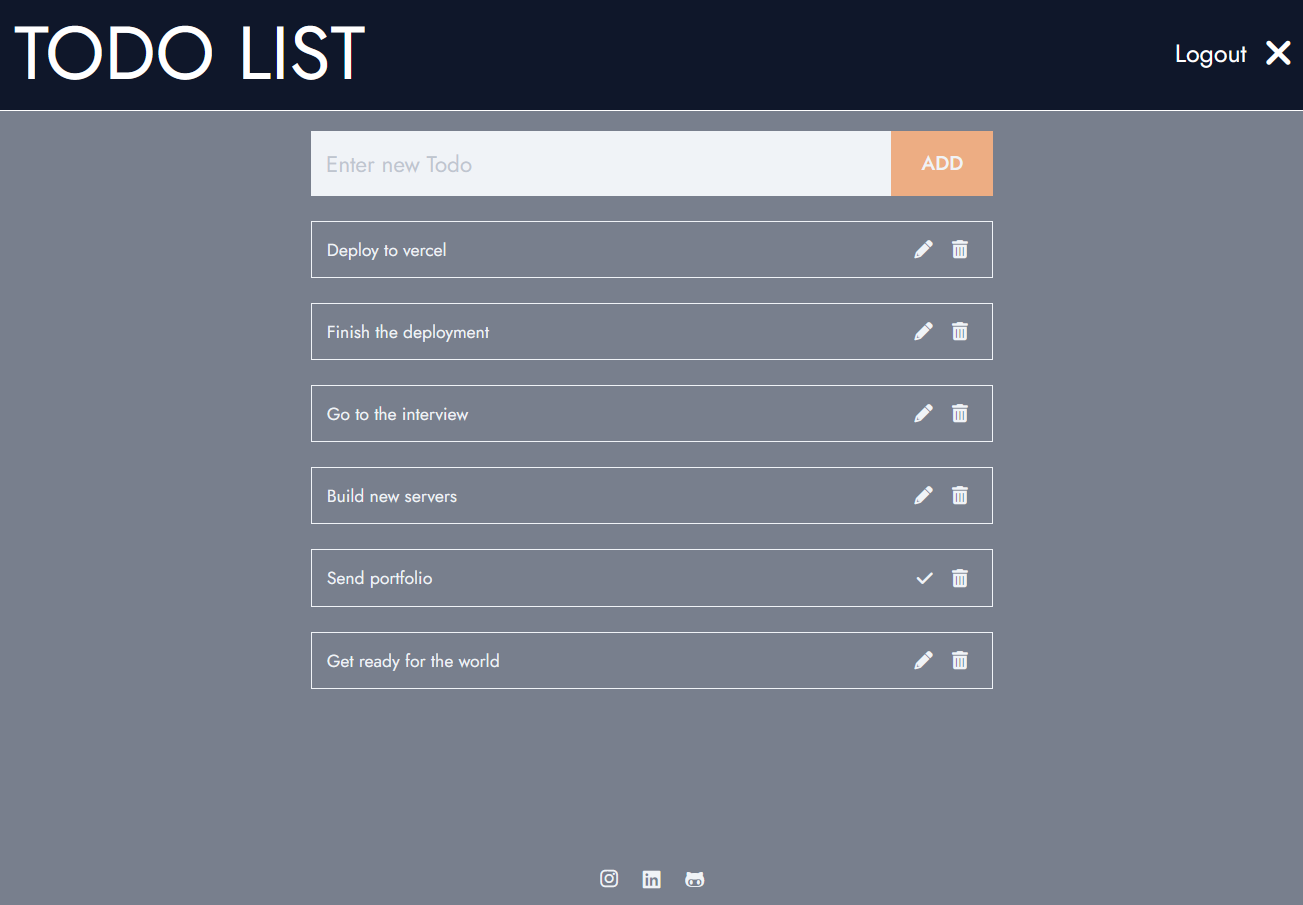 TODO LIST
Logout
Enter new Todo
ADD
Deploy to vercel
Finish the deployment
Go to the interview
Build new servers
Send portfolio
Get ready for the world